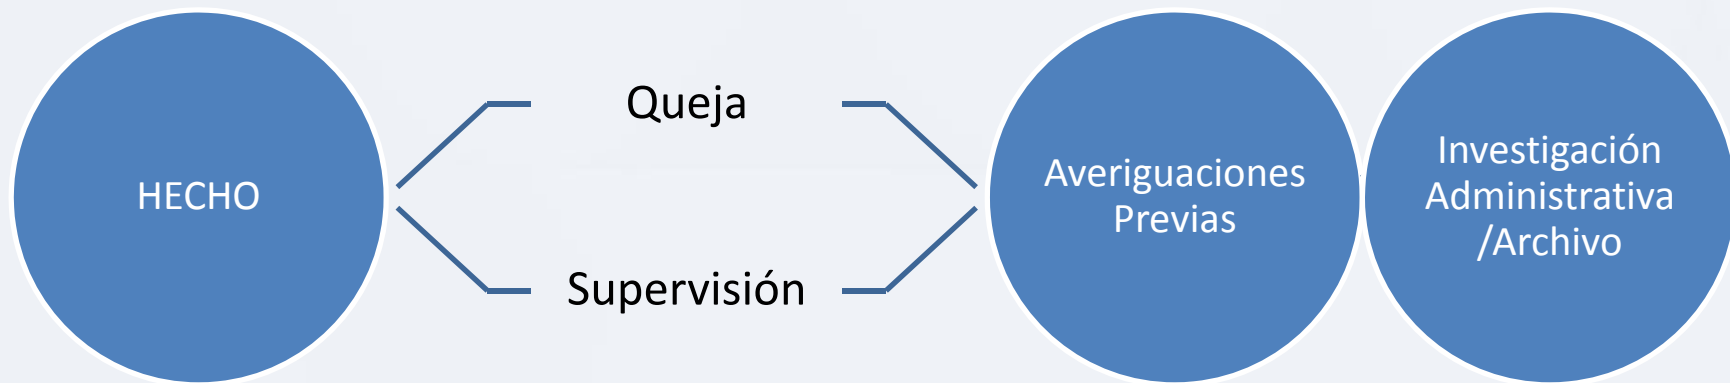 HECHO
Queja
Supervisión
Averiguaciones
Previas
Investigación
Administrativa
/Archivo